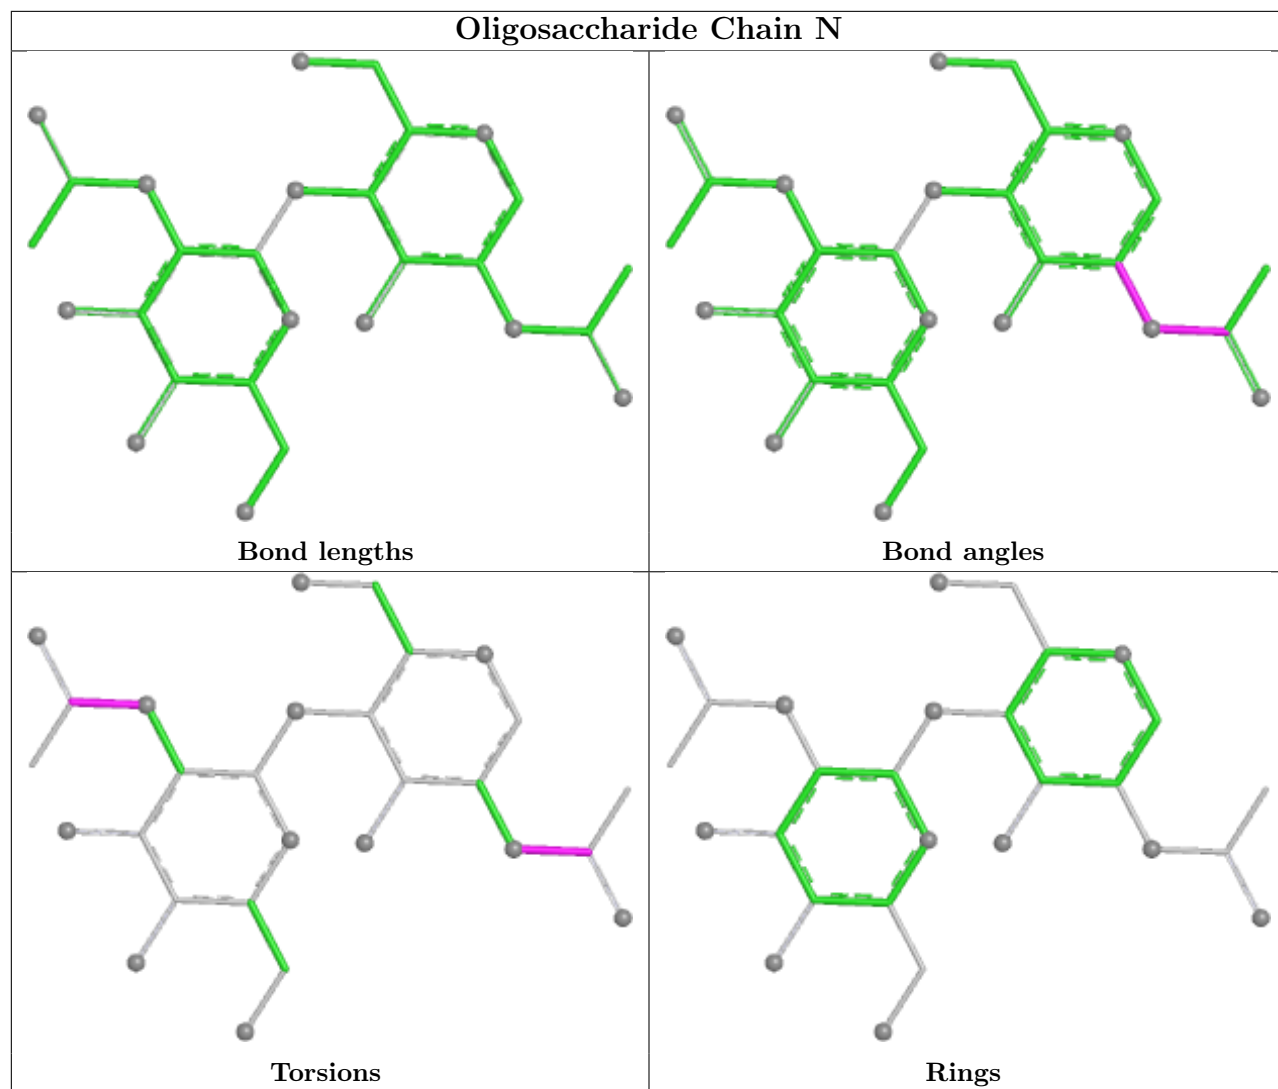 Oligosaccharide Chain N
Bond lengths
Bond angles
Torsions
Rings